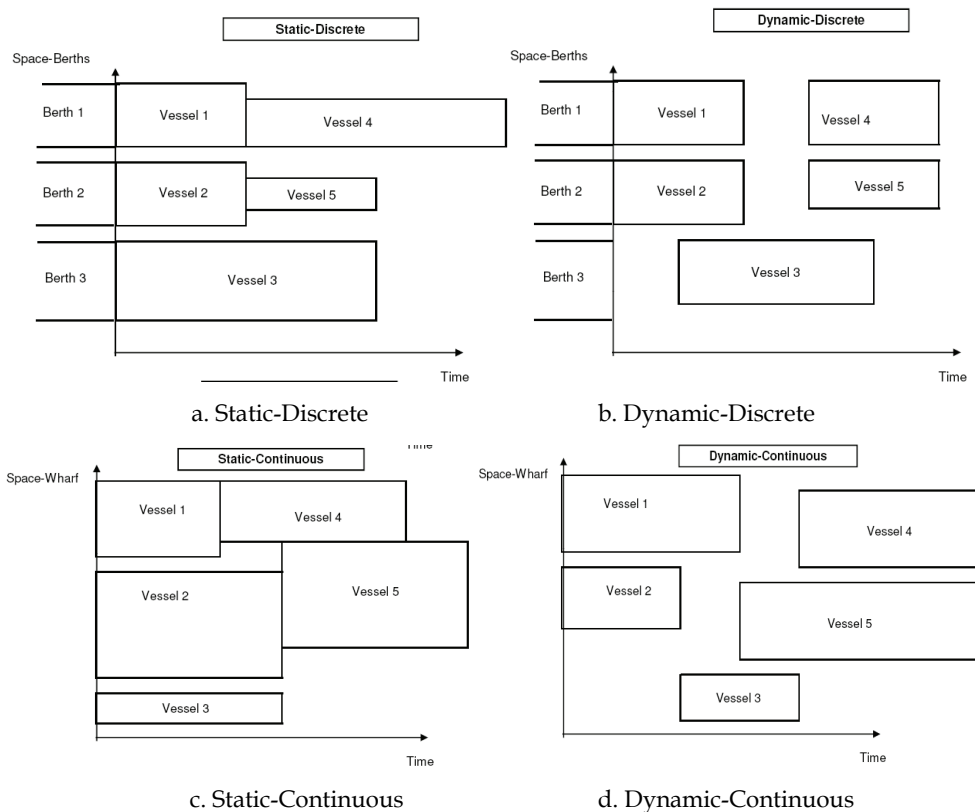 Static-Discrete
Space-Berths
Berth 1
Vessel 1
Vessel 4
Berth 2
Vessel 2
Vessel 5
Berth 3
Vessel 3
Time
a. Static-Discrete
Dynamic-Discrete
Space-Berths
Berth 1
Vessel 1
Vessel 4
Berth 2
Vessel 2
Vessel 5
Berth 3
Vessel 3
Time
b. Dynamic-Discrete
Time
Static-Continuous
Space-Wharf
Vessel 1
Vessel 4
Vessel 2
Vessel 5
Vessel 3
Time
c. Static-Continuous
Dynamic-Continuous
Space-Wharf
Vessel 1
Vessel 4
Vessel 2
Vessel 5
Vessel 3
Time
d. Dynamic-Continuous